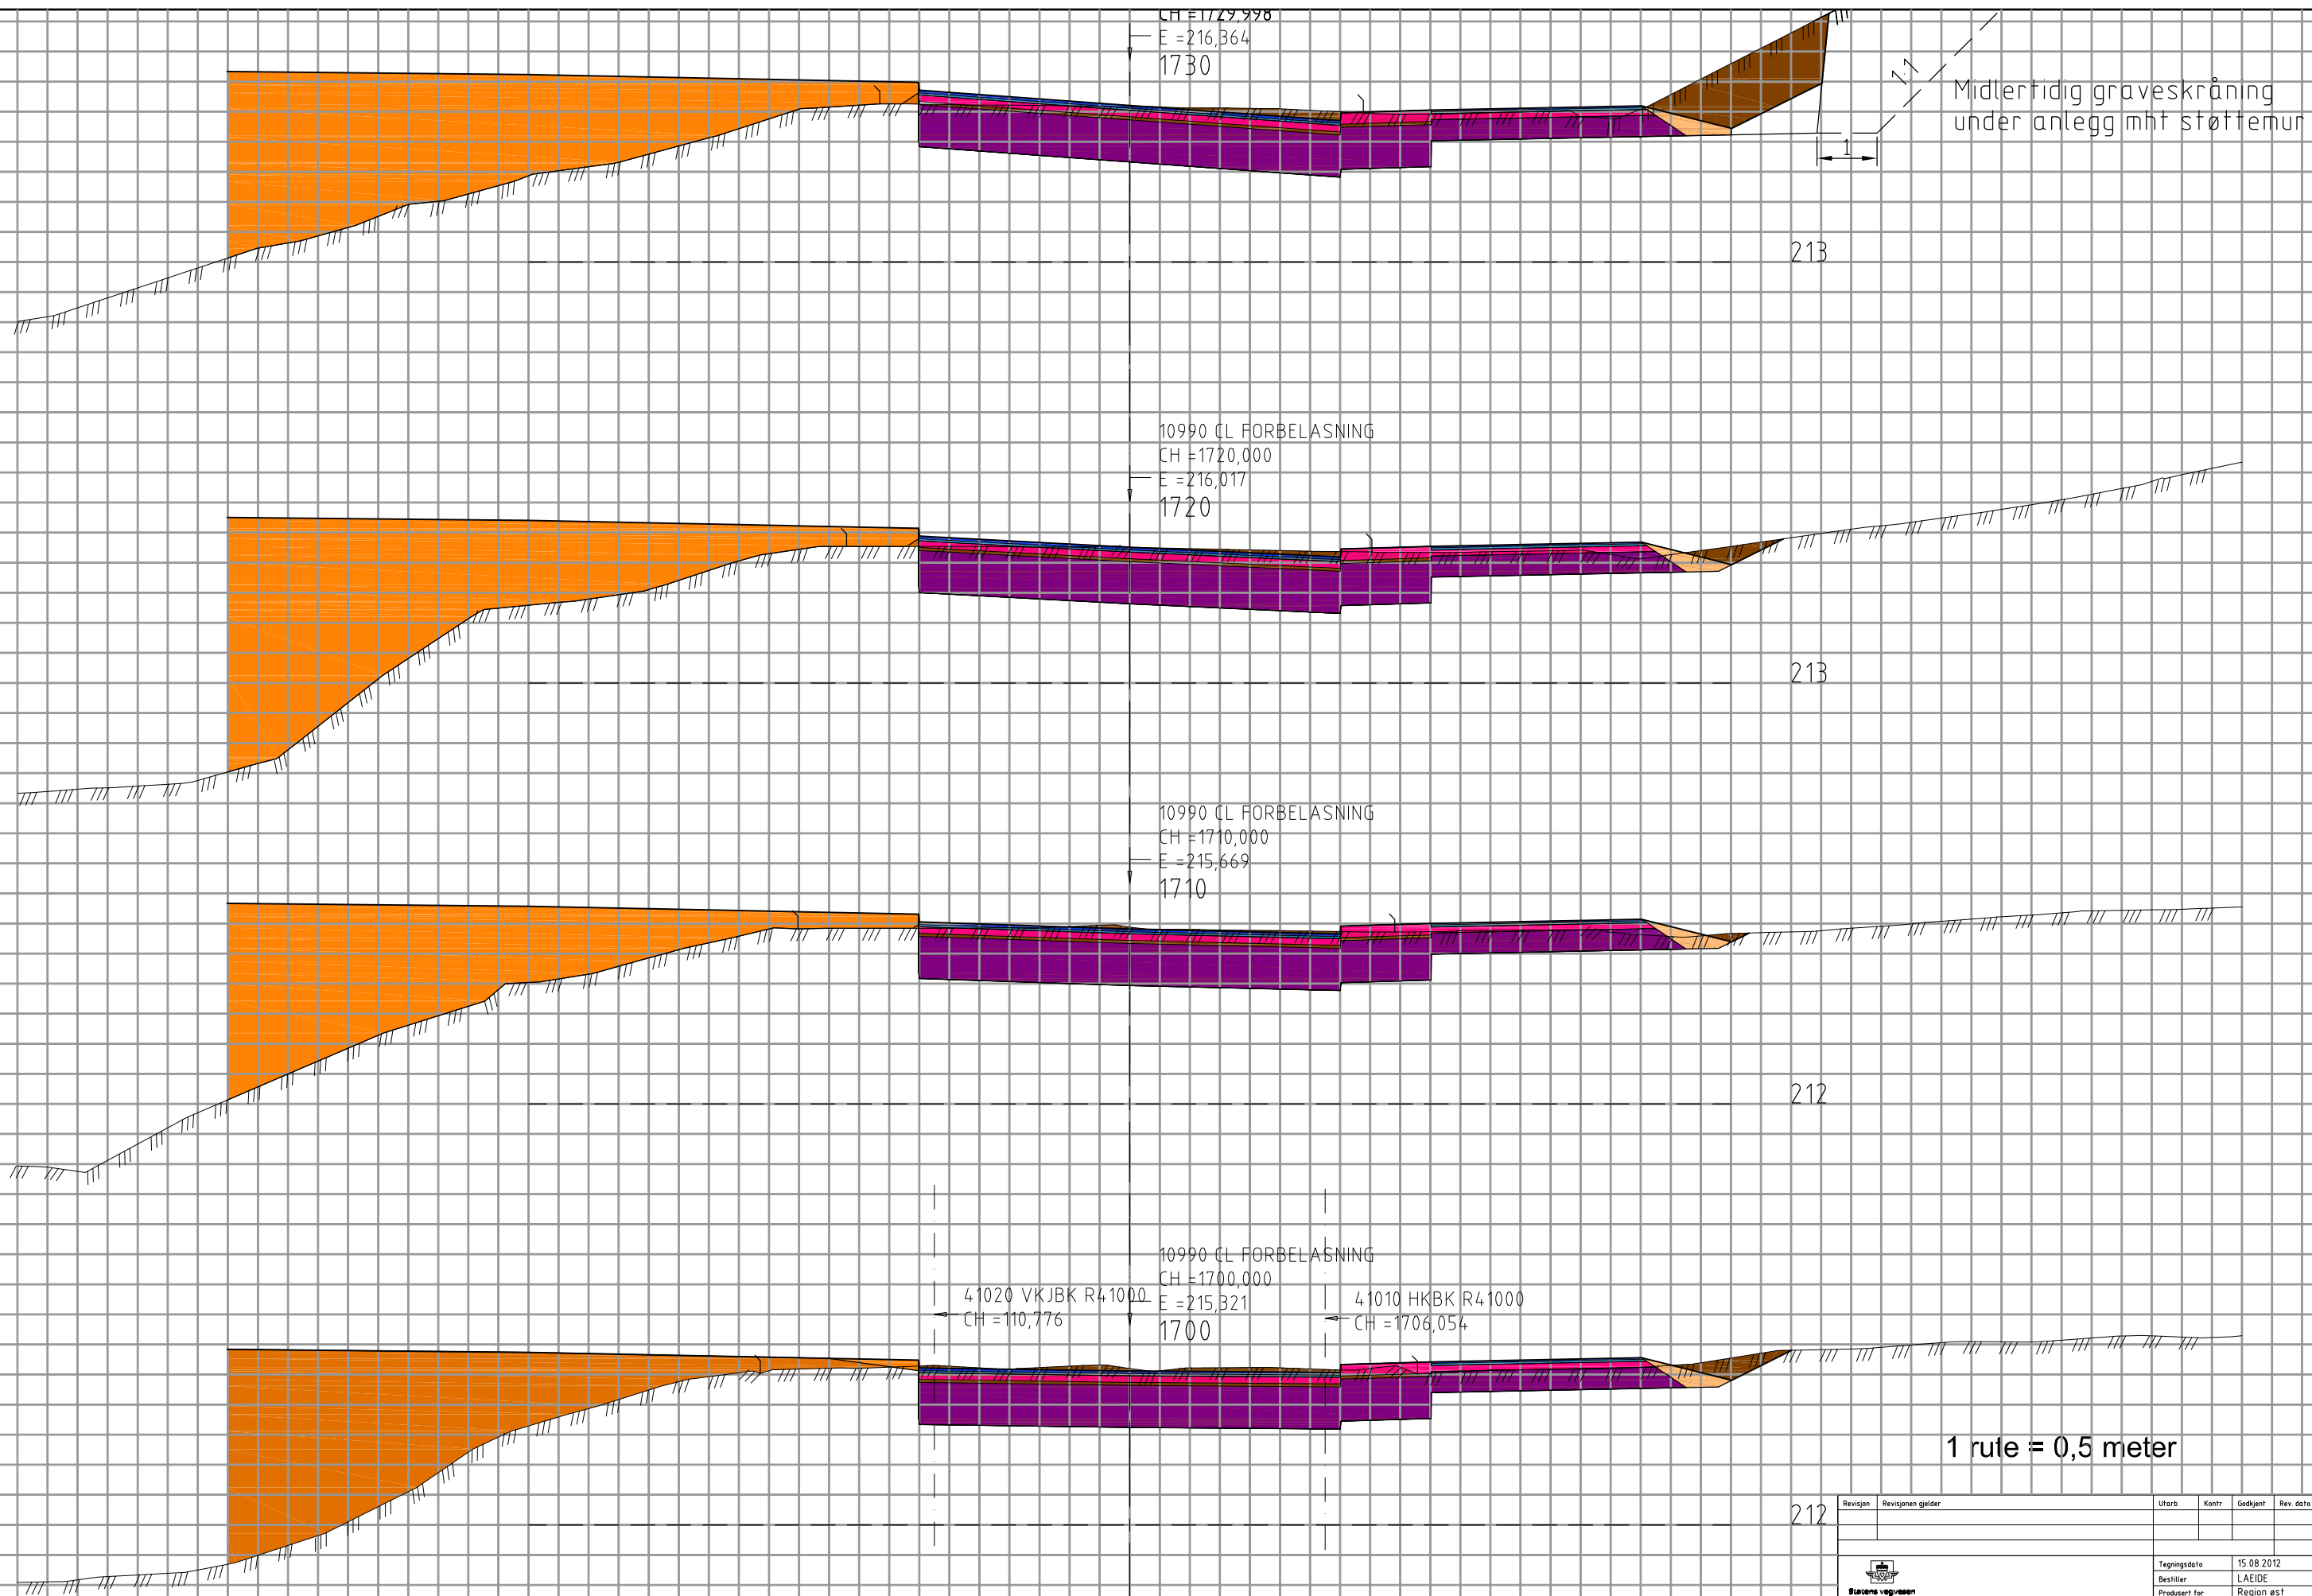 CH =1729,998
E =216,364
1730
1:1
Midlertidig graveskråning
under anlegg mht støttemur
1
213
10990 CL FORBELASNING
CH =1720,000
E =216,017
1720
213
10990 CL FORBELASNING
CH =1710,000
E =215,669
1710
212
10990 CL FORBELASNING
CH =1700,000
E =215,321
1700
41020 VKJBK R41000
CH =110,776
41010 HKBK R41000
CH =1706,054
1 rute = 0,5 meter
212
Revisjon Revisjonen gjelder Utarb Kontr Godkjent Rev. dato
Tegningsdato 15.08.2012
Bestiller LAEIDE
Produsert for Region øst
Statens vegvesen